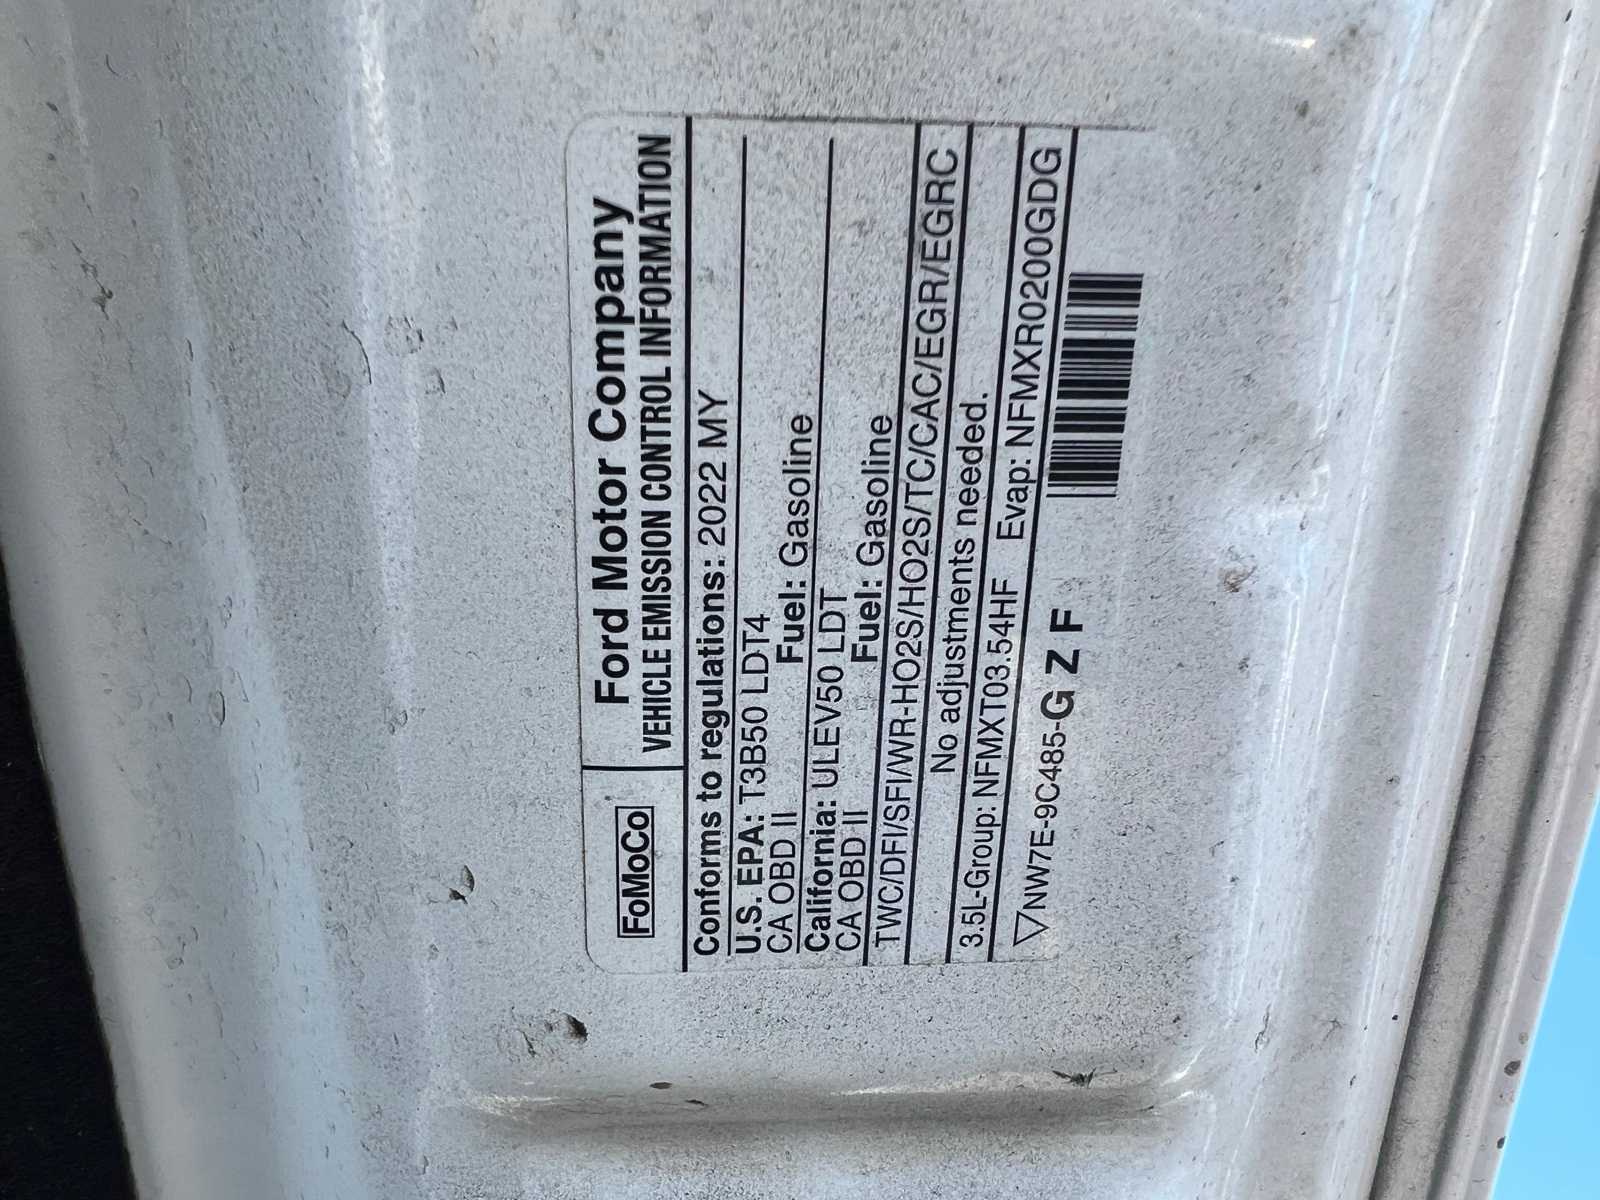 FoMoCo
Ford Motor Company
VEHICLE EMISSION CONTROL INFORMATION
Conforms to regulations: 2022 MY
U.S. EPA: T3B50 LDT4
CA OBD II Fuel: Gasoline
California: ULEV50 LDT
CA OBD II Fuel: Gasoline
TWC/DFI/SFI/WR-HO2S/HO2S/TC/CAC/EGR/EGRC
No adjustments needed.
3.5L-Group: NFMXT03.54HF Evap: NFMXR0200GDG
▽NW7E-9C485-G Z F